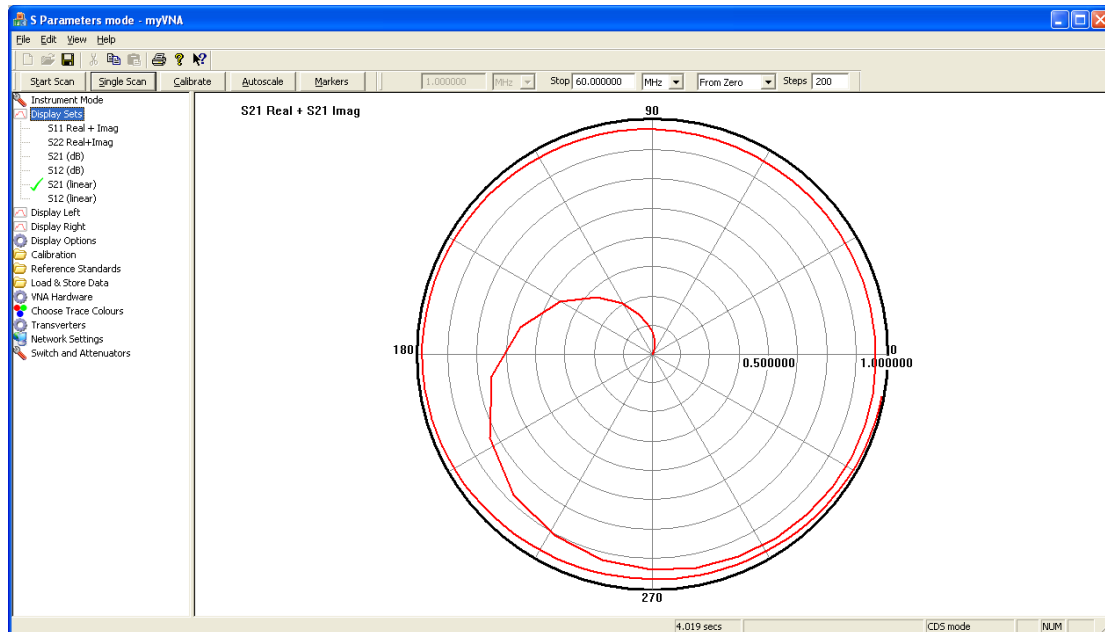 S Parameters mode - myVNA
File Edit View Help
Start Scan Single Scan Calibrate Autoscale Markers 1.000000 MHz Stop 60.000000 MHz From Zero Steps 200
Instrument Mode
Display Sets
S11 Real + Imag
S22 Real+Imag
S21 (dB)
S12 (dB)
S21 (linear)
S12 (linear)
Display Left
Display Right
Display Options
Calibration
Reference Standards
Load & Store Data
VNA Hardware
Choose Trace Colours
Transverters
Network Settings
Switch and Attenuators
S21 Real + S21 Imag
90
180
0
0.500000
1.000000
270
4.019 secs CDS mode NUM